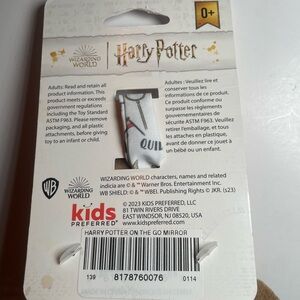 0+
WIZARDING
WORLD
Harry Potter
Adults: Read and retain all
product information. This
product meets or exceeds
government regulations
including the Toy Standard
ASTM F963. Please remove
packaging, and all plastic
attachments, before giving
toy to an infant or child.
Adultes : Veuillez lire et
conserver tous les
informations de ce produit.
Ce produit conforme ou
surpasse les règlements
gouvernementaux, ASTM F963. Veuillez
retirer l'emballage, et tous
les attaches en plastique,
avant de donner ce jouet à
un bébé ou un enfant.
QUI
WB
WIZARDING
WORLD
WIZARDING WORLD characters, names and related
indicia are © & ™ Warner Bros. Entertainment Inc.
WB SHIELD: © & ™ WBEI. Publishing Rights © JKR. (s23)
kids
PREFERRED
© 2023 KIDS PREFERRED, LLC
81 TWIN RIVERS DRIVE
EAST WINDSOR, NJ 08520, USA
www.kidspreferred.com
HARRY POTTER ON THE GO MIRROR
139
8178760076
0114